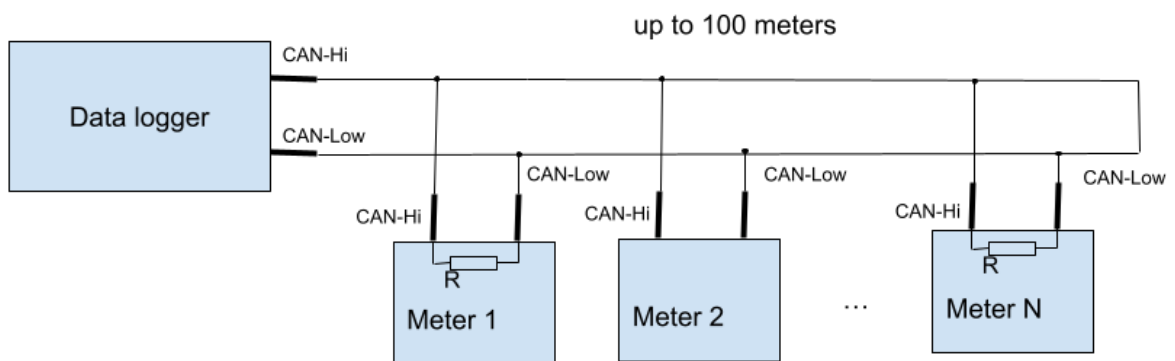 up to 100 meters
CAN-Hi
Data logger
CAN-Low
CAN-Low
CAN-Low
CAN-Low
CAN-Hi
CAN-Hi
CAN-Hi
R
R
Meter 1
Meter 2
...
Meter N